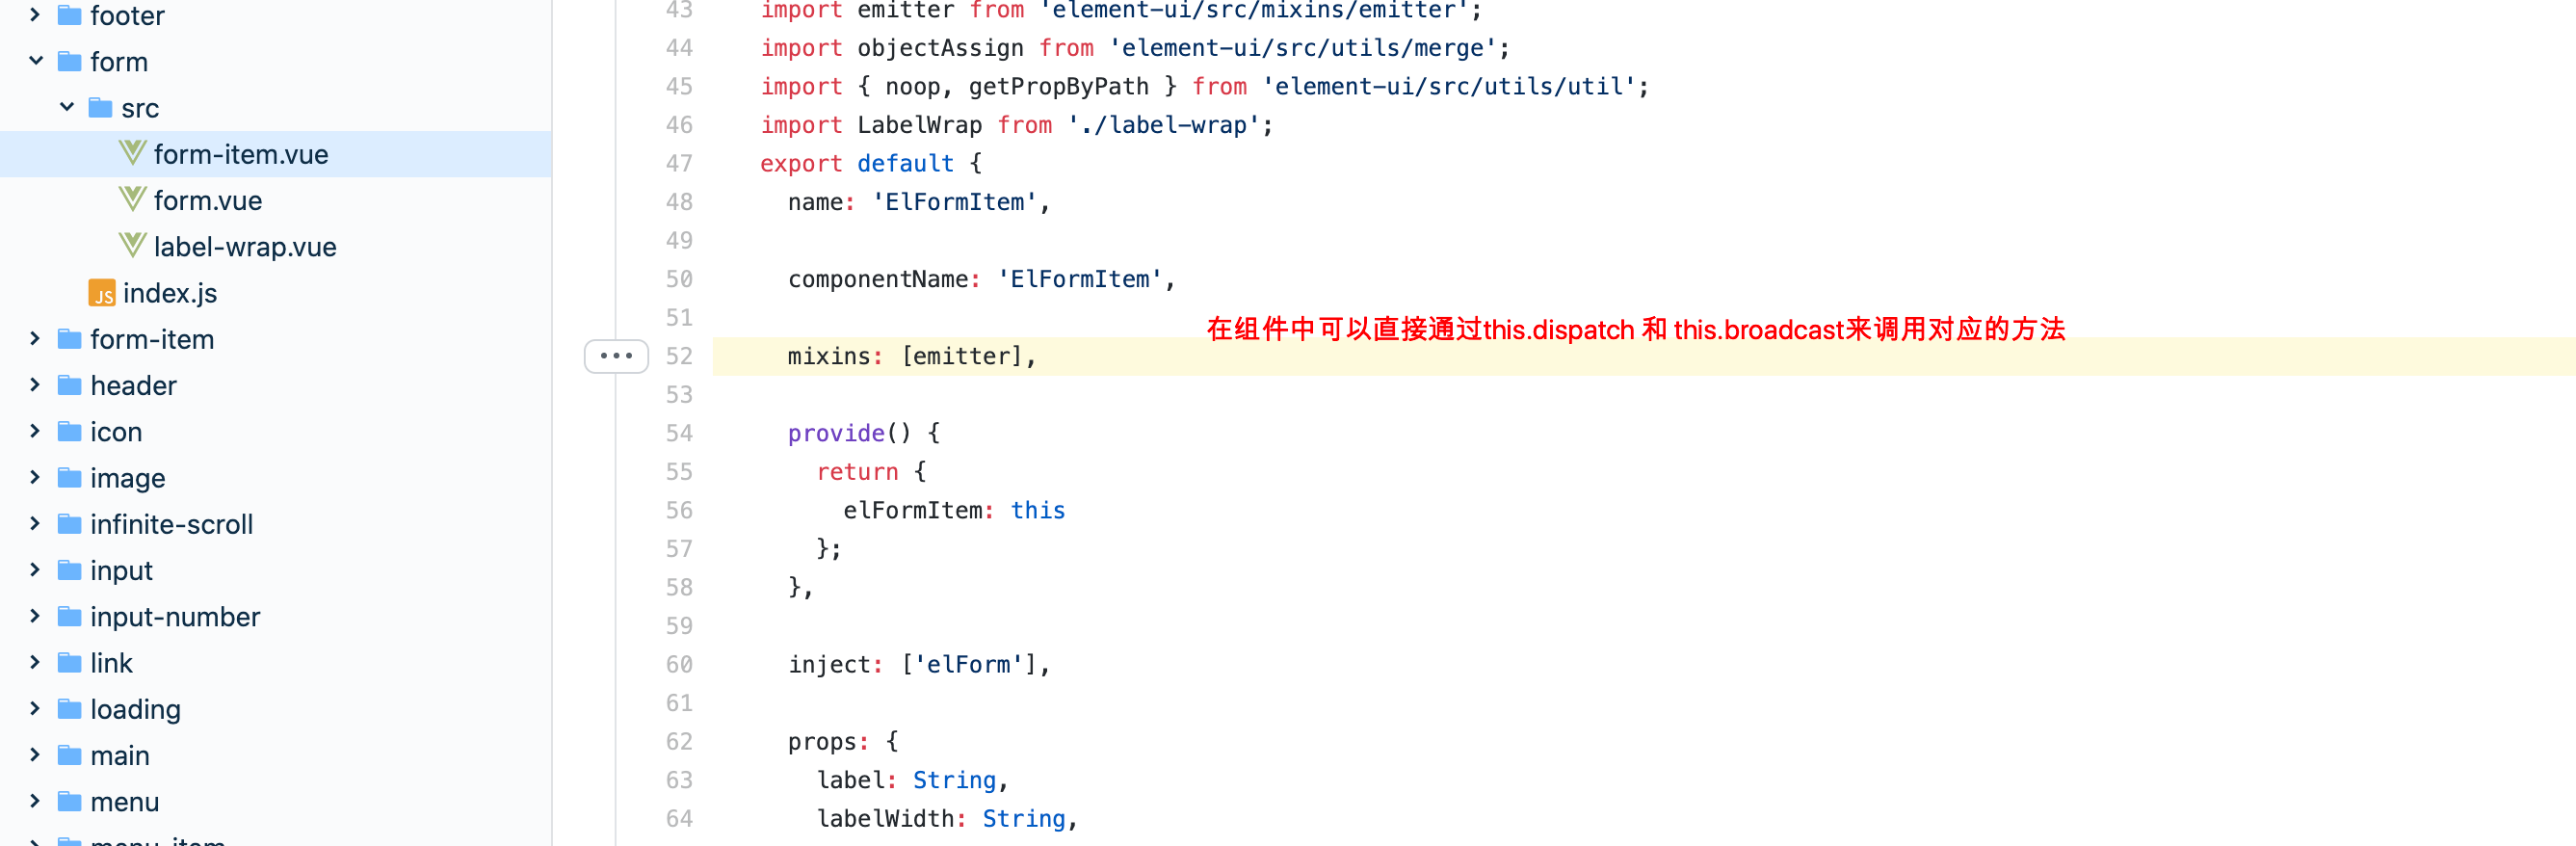 footer
form
src
form-item.vue
form.vue
label-wrap.vue
JS index.js
form-item
header
icon
image
infinite-scroll
input
input-number
link
loading
main
menu
menu-item
43 import emitter from 'element-ui/src/mixins/emitter';
44 import objectAssign from 'element-ui/src/utils/merge';
45 import { noop, getPropByPath } from 'element-ui/src/utils/util';
46 import LabelWrap from './label-wrap';
47 export default {
48 name: 'ElFormItem',
49
50 componentName: 'ElFormItem',
51
在组件中可以直接通过this.dispatch 和 this.broadcast来调用对应的方法
52 mixins: [emitter],
53
54 provide() {
55 return {
56 elFormItem: this
57 };
58 },
59
60 inject: ['elForm'],
61
62 props: {
63 label: String,
64 labelWidth: String,